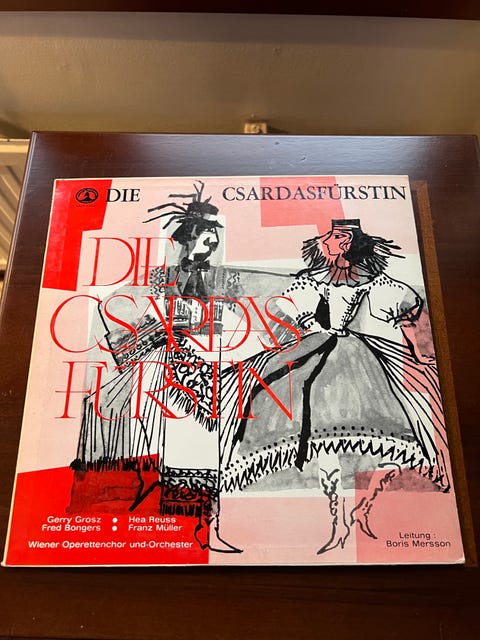 DIE CSARDASFÜRSTIN
DIE
CSARDAS
FÜRSTIN
Gerry Grosz • Hea Reuss
Fred Bongers • Franz Müller
Wiener Operettenchor und-Orchester
Leitung :
Boris Mersson